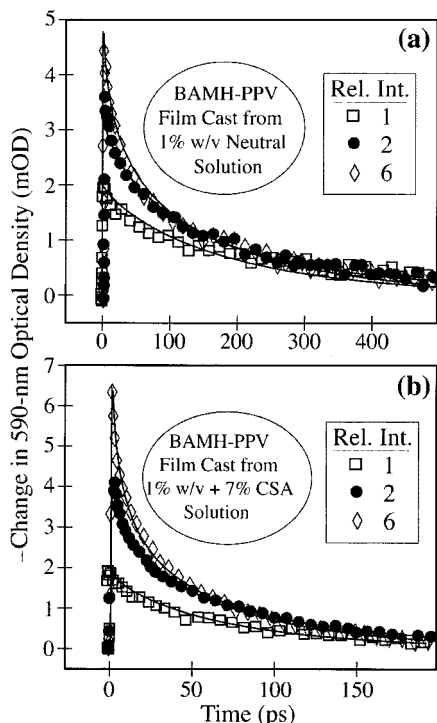 (a)
BAMH-PPV
Film Cast from
1% w/v Neutral
Solution
Rel. Int.
1
2
6
5
4
3
2
1
0
0 100 200 300 400
–Change in 590-nm Optical Density (mOD)
(b)
BAMH-PPV
Film Cast from
1% w/v + 7% CSA
Solution
Rel. Int.
1
2
6
7
6
5
4
3
2
1
0
0 50 100 150
Time (ps)